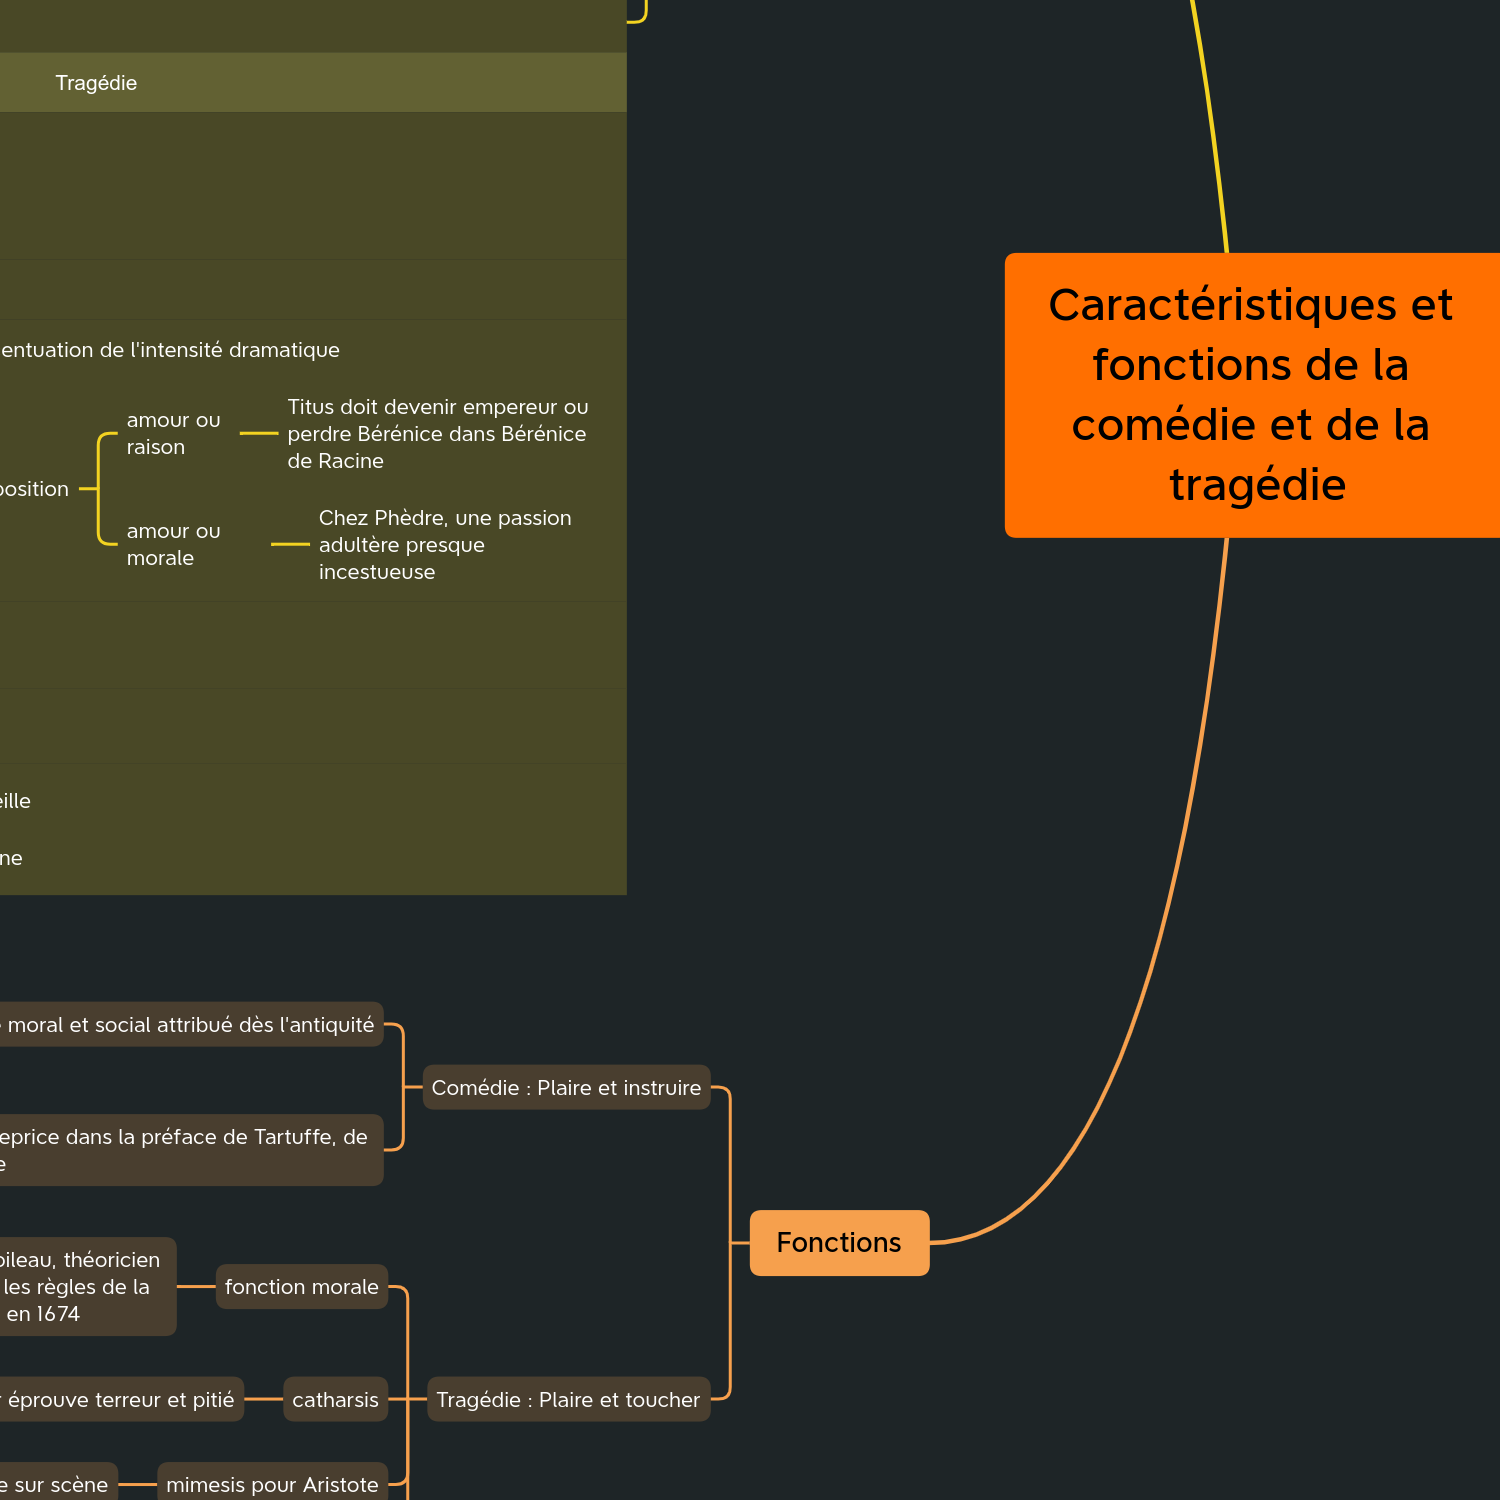 Tragédie
Caractéristiques et
fonctions de la
comédie et de la
tragédie
entuation de l'intensité dramatique
amour ou
raison
Titus doit devenir empereur ou
perdre Bérénice dans Bérénice
de Racine
position
amour ou
morale
Chez Phèdre, une passion
adultère presque
incestueuse
eille
ne
moral et social attribué dès l'antiquité
Comédie : Plaire et instruire
eprice dans la préface de Tartuffe, de
e
Fonctions
oileau, théoricien
les règles de la
en 1674
fonction morale
r éprouve terreur et pitié
catharsis
Tragédie : Plaire et toucher
e sur scène
mimesis pour Aristote